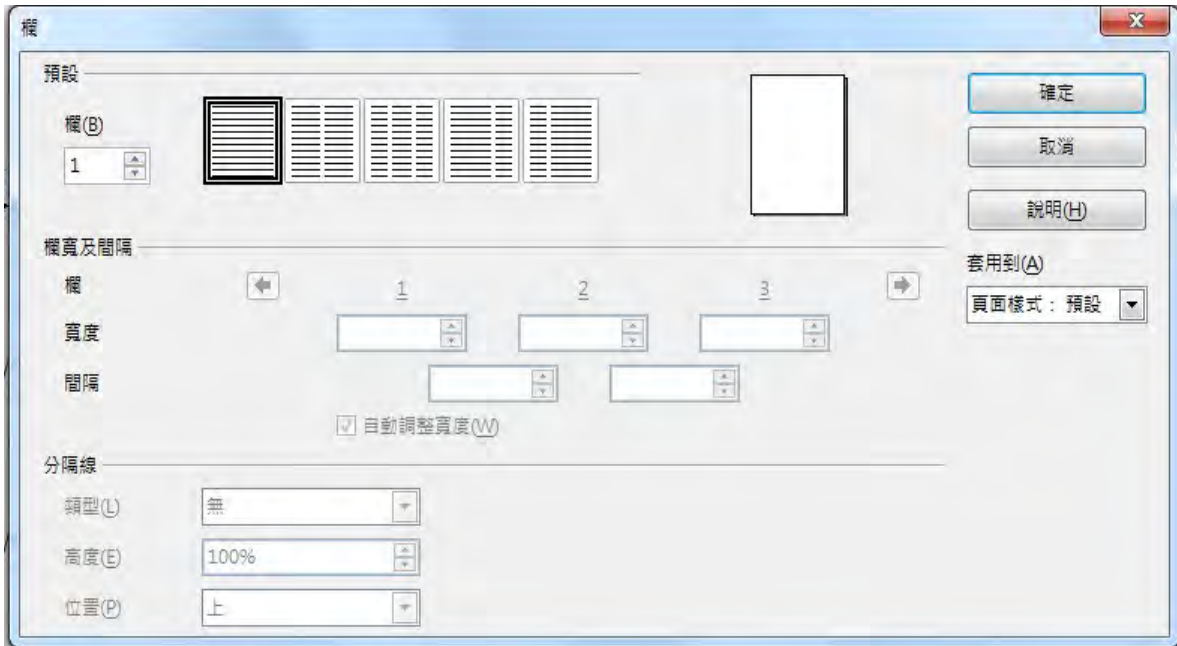 欄
預設
確定
欄(B)
1
取消
說明(H)
欄寬及間隔
套用到(A)
欄
1 2 3
頁面樣式： 預設
寬度
間隔
自動調整寬度(W)
分隔線
類型(L) 無
高度(E) 100%
位置(P) 上